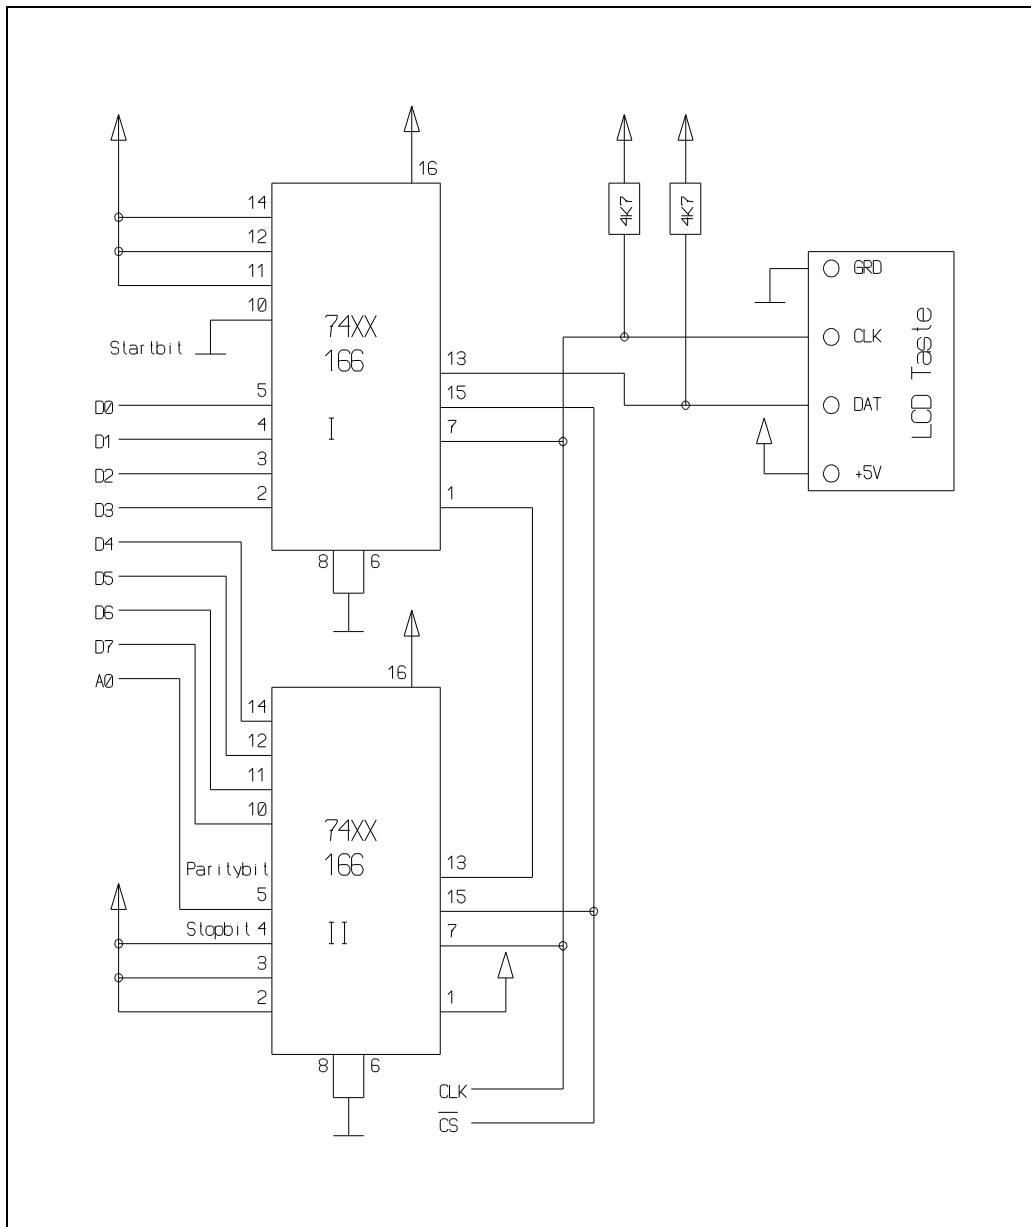 16
14
12
11
10
Startbit
5
D0
4
D1
3
D2
2
D3
D4
D5
D6
D7
A0
74XX
166
I
13
15
7
1
8
6
4K7
4K7
GRD
CLK
DAT
+5V
LCD Taste
16
14
12
11
10
Paritybit
5
Stopbit 4
3
2
74XX
166
II
13
15
7
1
8
6
CLK
CS